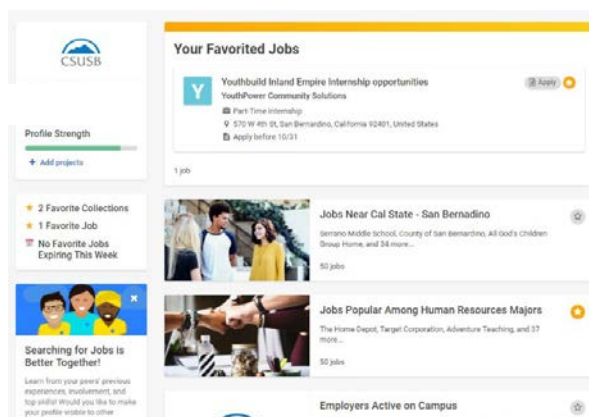 CSUSB
Profile Strength
+ Add projects
2 Favorite Collections
1 Favorite Job
No Favorite Jobs
Expiring This Week
Searching for Jobs is
Better Together!
Learn from your peers' previous
experiences, involvement, and
top skills! Would you like to make
your profile visible to other
Your Favorited Jobs
Y
Youthbuild Inland Empire Internship opportunities
Apply
YouthPower Community Solutions
Part-Time Internship
570 W 4th St, San Bernardino, California 92401, United States
Apply before 10/31
1 job
Jobs Near Cal State - San Bernadino
Serrano Middle School, County of San Bernardino, All God's Children
Group Home, and 34 more...
50 jobs
Jobs Popular Among Human Resources Majors
The Home Depot, Target Corporation, Adventure Teaching, and 37
more...
50 jobs
Employers Active on Campus